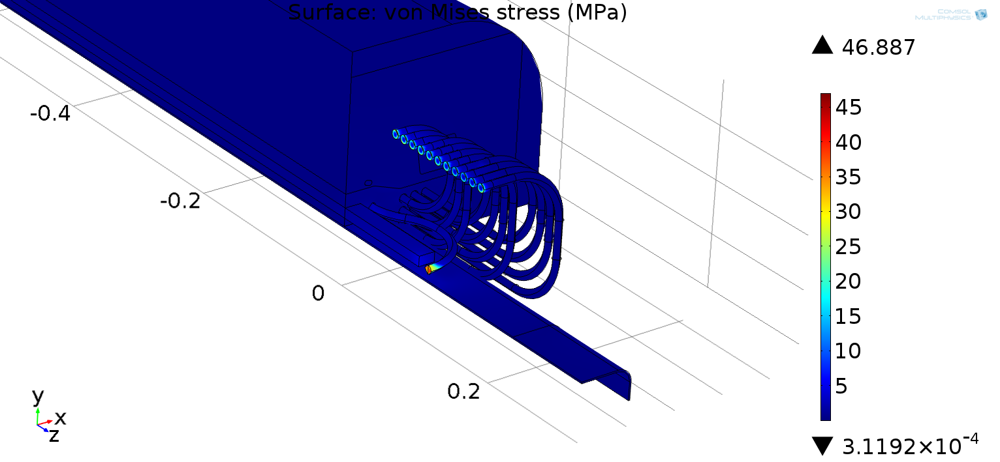 Surface: von Mises stress (MPa)
COMSOL
MULTIPHYSICS
46.887
45
40
35
30
25
20
15
10
5
3.1192×10⁻⁴
-0.4
-0.2
0
0.2
y
x
z